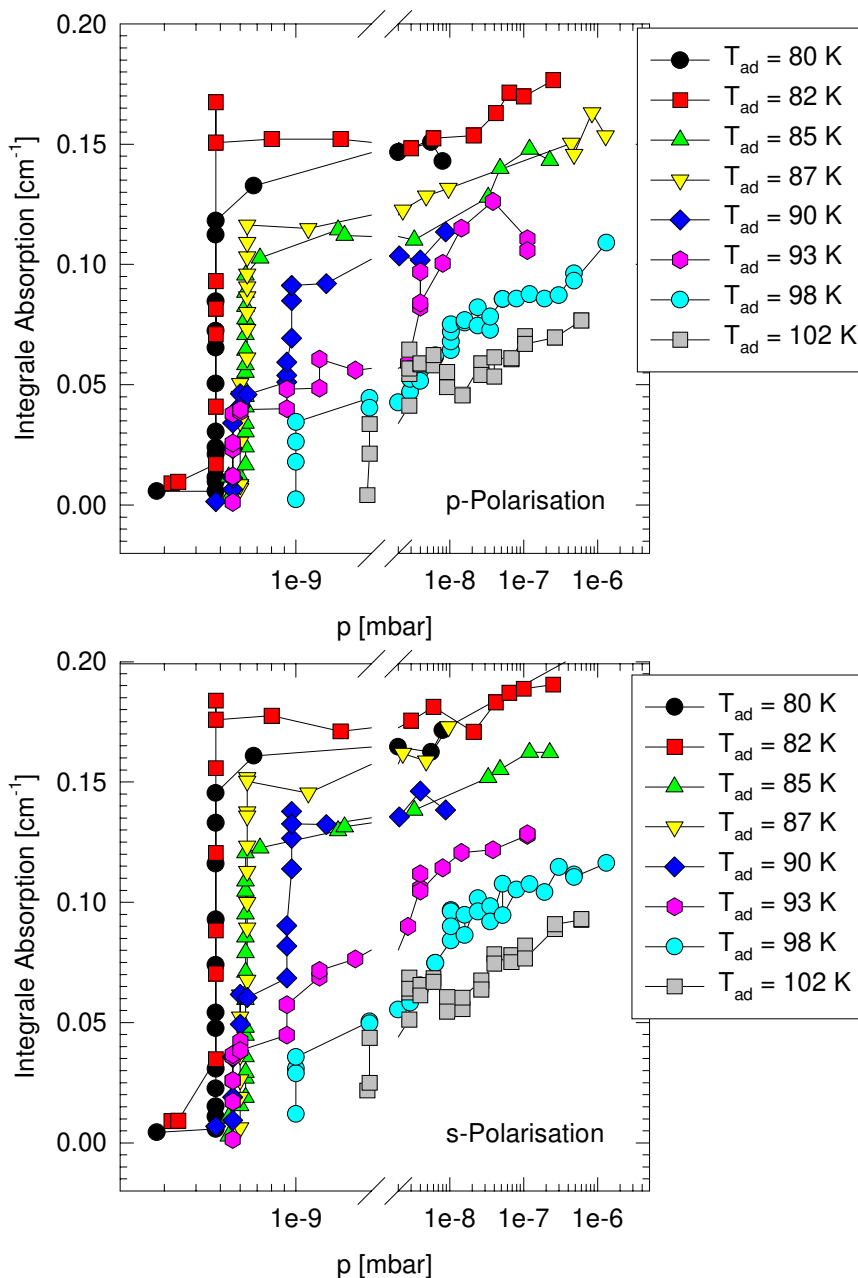 0.20
0.15
0.10
0.05
0.00
Integrale Absorption [cm⁻¹]
T_ad = 80 K
T_ad = 82 K
T_ad = 85 K
T_ad = 87 K
T_ad = 90 K
T_ad = 93 K
T_ad = 98 K
T_ad = 102 K
p-Polarisation
1e-9 1e-8 1e-7 1e-6
p [mbar]
0.20
0.15
0.10
0.05
0.00
Integrale Absorption [cm⁻¹]
T_ad = 80 K
T_ad = 82 K
T_ad = 85 K
T_ad = 87 K
T_ad = 90 K
T_ad = 93 K
T_ad = 98 K
T_ad = 102 K
s-Polarisation
1e-9 1e-8 1e-7 1e-6
p [mbar]